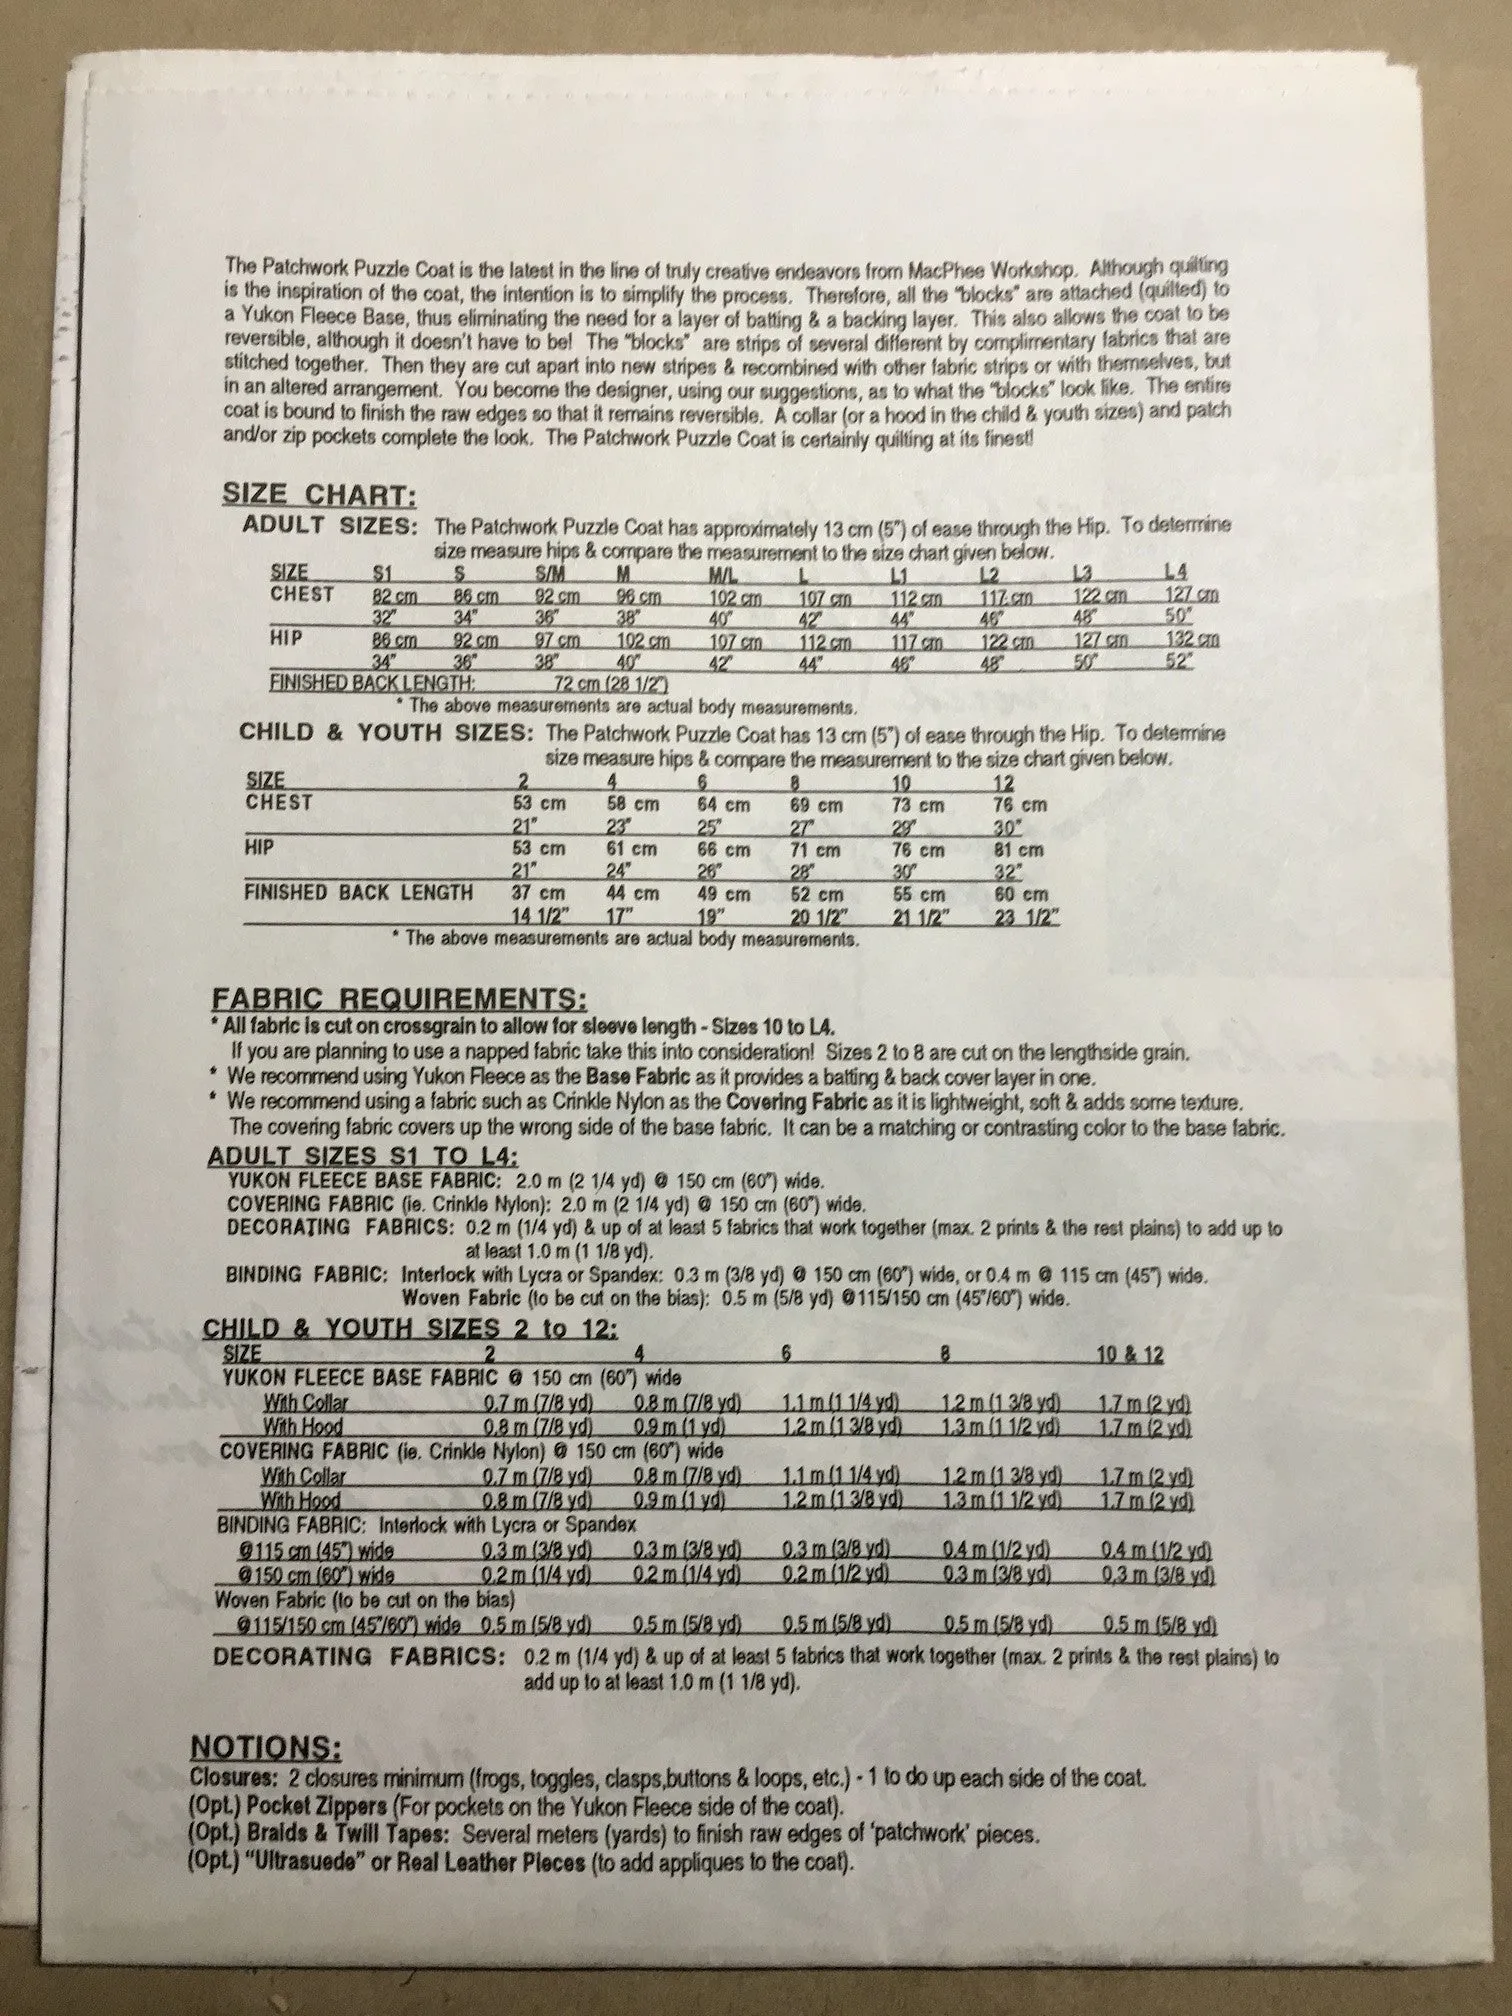 The Patchwork Puzzle Coat is the latest in the line of truly creative endeavors from MacPhee Workshop. Although quilting
is the inspiration of the coat, the intention is to simplify the process. Therefore, all the "blocks" are attached (quilted) to
a Yukon Fleece Base, thus eliminating the need for a layer of batting & a backing layer. This also allows the coat to be
reversible, although it doesn't have to be! The "blocks" are strips of several different by complimentary fabrics that are
stitched together. Then they are cut apart into new stripes & recombined with other fabric strips or with themselves, but
in an altered arrangement. You become the designer, using our suggestions, as to what the "blocks" look like. The entire
coat is bound to finish the raw edges so that it remains reversible. A collar (or a hood in the child & youth sizes) and patch
and/or zip pockets complete the look. The Patchwork Puzzle Coat is certainly quilting at its finest!
SIZE CHART:
ADULT SIZES: The Patchwork Puzzle Coat has approximately 13 cm (5") of ease through the Hip. To determine
size measure hips & compare the measurement to the size chart given below.
SIZE S1 S S/M M M/L L L1 L2 L3 L4
CHEST 82 cm 86 cm 92 cm 96 cm 102 cm 107 cm 112 cm 117 cm 122 cm 127 cm
32" 34" 36" 38" 40" 42" 44" 46" 48" 50"
HIP 86 cm 92 cm 97 cm 102 cm 107 cm 112 cm 117 cm 122 cm 127 cm 132 cm
34" 36" 38" 40" 42" 44" 46" 48" 50" 52"
FINISHED BACK LENGTH: 72 cm (28 1/2")
* The above measurements are actual body measurements.
CHILD & YOUTH SIZES: The Patchwork Puzzle Coat has 13 cm (5") of ease through the Hip. To determine
size measure hips & compare the measurement to the size chart given below.
SIZE 2 4 6 8 10 12
CHEST 53 cm 58 cm 64 cm 69 cm 73 cm 76 cm
21" 23" 25" 27" 29" 30"
HIP 53 cm 61 cm 66 cm 71 cm 76 cm 81 cm
21" 24" 26" 28" 30" 32"
FINISHED BACK LENGTH 37 cm 44 cm 49 cm 52 cm 55 cm 60 cm
14 1/2" 17" 19" 20 1/2" 21 1/2" 23 1/2"
* The above measurements are actual body measurements.
FABRIC REQUIREMENTS:
* All fabric is cut on crossgrain to allow for sleeve length - Sizes 10 to L4.
If you are planning to use a napped fabric take this into consideration! Sizes 2 to 8 are cut on the lengthside grain.
* We recommend using Yukon Fleece as the Base Fabric as it provides a batting & back cover layer in one.
* We recommend using a fabric such as Crinkle Nylon as the Covering Fabric as it is lightweight, soft & adds some texture.
The covering fabric covers up the wrong side of the base fabric. It can be a matching or contrasting color to the base fabric.
ADULT SIZES S1 TO L4:
YUKON FLEECE BASE FABRIC: 2.0 m (2 1/4 yd) @ 150 cm (60") wide.
COVERING FABRIC (ie. Crinkle Nylon): 2.0 m (2 1/4 yd) @ 150 cm (60") wide.
DECORATING FABRICS: 0.2 m (1/4 yd) & up of at least 5 fabrics that work together (max. 2 prints & the rest plains) to add up to
at least 1.0 m (1 1/8 yd).
BINDING FABRIC: Interlock with Lycra or Spandex: 0.3 m (3/8 yd) @ 150 cm (60") wide, or 0.4 m @ 115 cm (45") wide.
Woven Fabric (to be cut on the bias): 0.5 m (5/8 yd) @115/150 cm (45"/60") wide.
CHILD & YOUTH SIZES 2 to 12:
SIZE 2 4 6 8 10 & 12
YUKON FLEECE BASE FABRIC @ 150 cm (60") wide
With Collar 0.7 m (7/8 yd) 0.8 m (7/8 yd) 1.1 m (1 1/4 yd) 1.2 m (1 3/8 yd) 1.7 m (2 yd)
With Hood 0.8 m (7/8 yd) 0.9 m (1 yd) 1.2 m (1 3/8 yd) 1.3 m (1 1/2 yd) 1.7 m (2 yd)
COVERING FABRIC (ie. Crinkle Nylon) @ 150 cm (60") wide
With Collar 0.7 m (7/8 yd) 0.8 m (7/8 yd) 1.1 m (1 1/4 yd) 1.2 m (1 3/8 yd) 1.7 m (2 yd)
With Hood 0.8 m (7/8 yd) 0.9 m (1 yd) 1.2 m (1 3/8 yd) 1.3 m (1 1/2 yd) 1.7 m (2 yd)
BINDING FABRIC: Interlock with Lycra or Spandex
@115 cm (45") wide 0.3 m (3/8 yd) 0.3 m (3/8 yd) 0.3 m (3/8 yd) 0.4 m (1/2 yd) 0.4 m (1/2 yd)
@150 cm (60") wide 0.2 m (1/4 yd) 0.2 m (1/4 yd) 0.2 m (1/2 yd) 0.3 m (3/8 yd) 0.3 m (3/8 yd)
Woven Fabric (to be cut on the bias)
@115/150 cm (45"/60") wide 0.5 m (5/8 yd) 0.5 m (5/8 yd) 0.5 m (5/8 yd) 0.5 m (5/8 yd) 0.5 m (5/8 yd)
DECORATING FABRICS: 0.2 m (1/4 yd) & up of at least 5 fabrics that work together (max. 2 prints & the rest plains) to
add up to at least 1.0 m (1 1/8 yd).
NOTIONS:
Closures: 2 closures minimum (frogs, toggles, clasps,buttons & loops, etc.) - 1 to do up each side of the coat.
(Opt.) Pocket Zippers (For pockets on the Yukon Fleece side of the coat).
(Opt.) Braids & Twill Tapes: Several meters (yards) to finish raw edges of 'patchwork' pieces.
(Opt.) "Ultrasuede" or Real Leather Pieces (to add appliques to the coat).